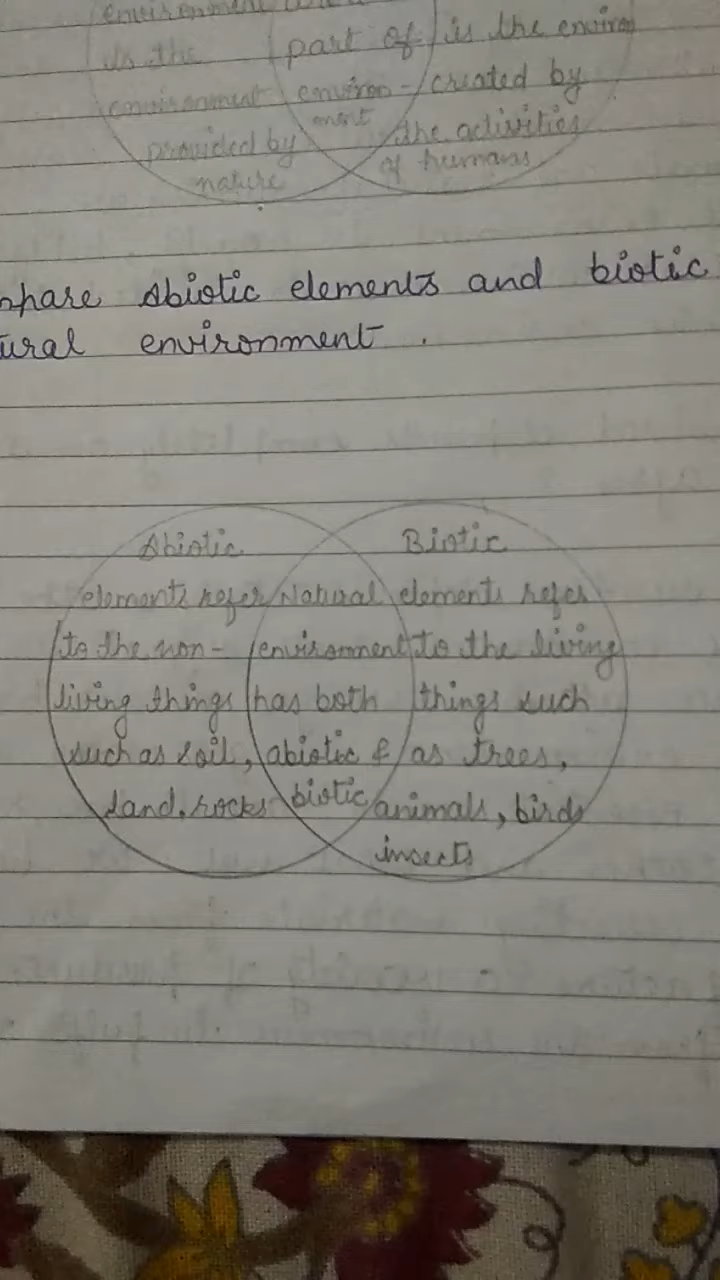 environment
is the part of is the environ
environment environ- created by
provided by ment the activities
nature of humans
mpare Abiotic elements and biotic
ural environment .
Abiotic Biotic
elements refer Natural elements refer
to the non- environment to the living
living things has both things such
such as soil, abiotic & as trees,
land, rocks biotic animals, birds
insects